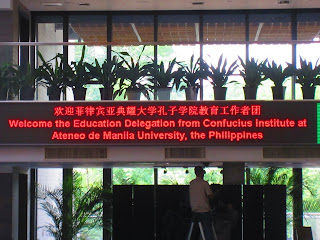 欢迎菲律宾亚典耀大学孔子学院教育工作者团
Welcome the Education Delegation from Confucius Institute at
Ateneo de Manila University, the Philippines